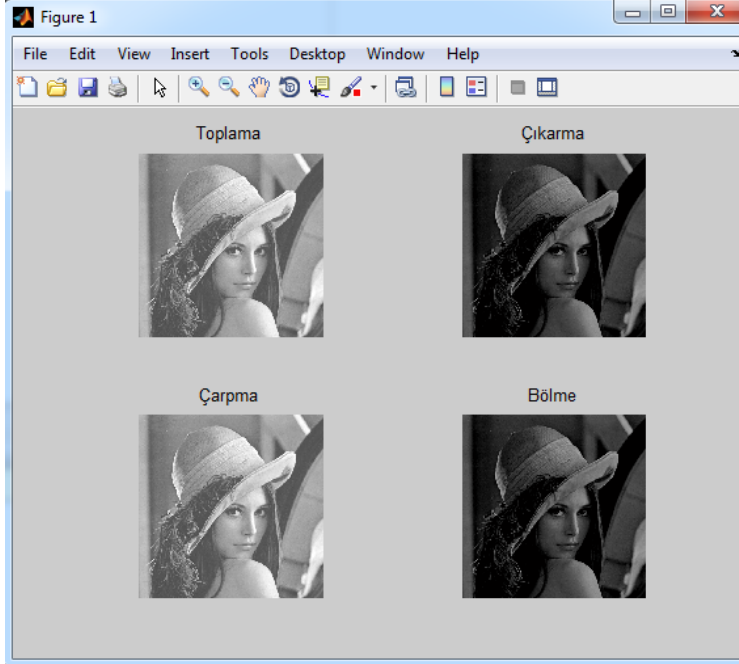 Figure 1
File Edit View Insert Tools Desktop Window Help
Toplama
Çıkarma
Çarpma
Bölme